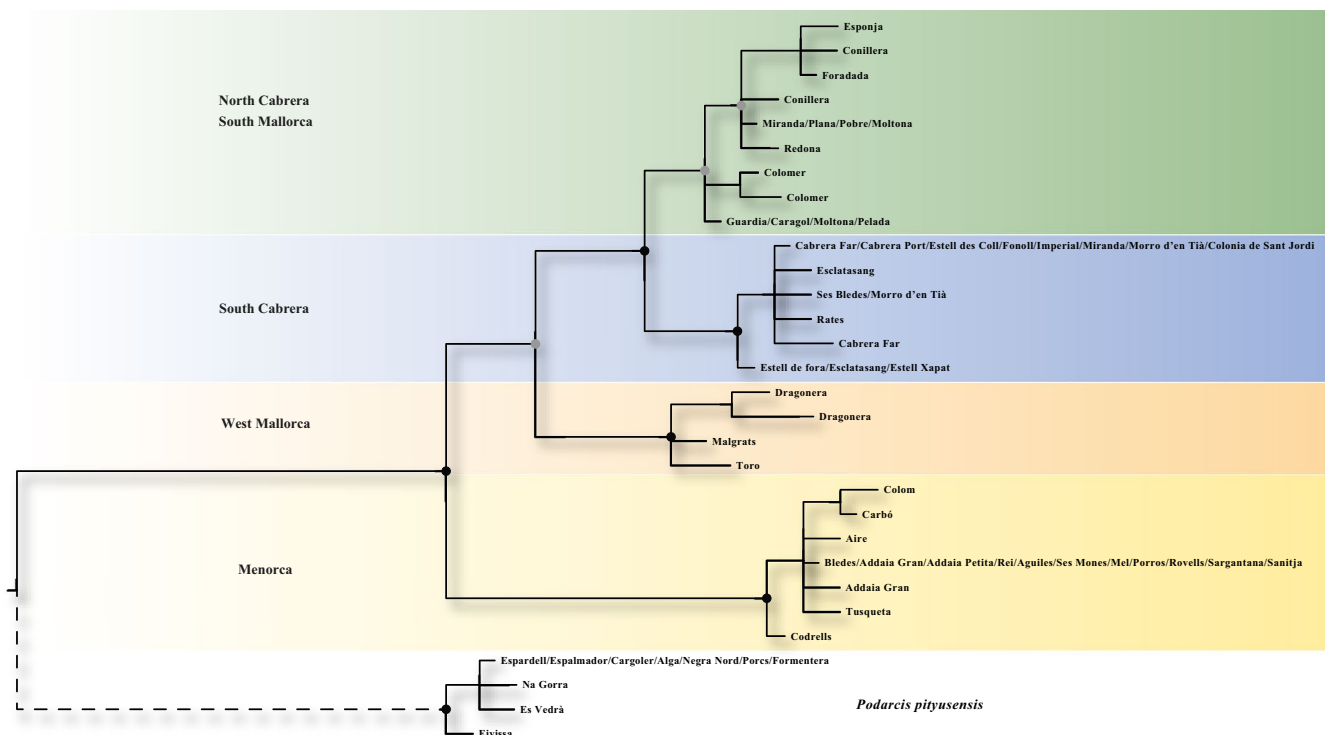 Esponja
Conillera
Foradada
North Cabrera
South Mallorca
Conillera
Miranda/Plana/Pobre/Moltona
Redona
Colomer
Colomer
Guardia/Caragol/Moltona/Pelada
Cabrera Far/Cabrera Port/Estell des Coll/Fonoll/Imperial/Miranda/Morro d'en Tià/Colonia de Sant Jordi
Esclatasang
Ses Bledes/Morro d'en Tià
South Cabrera
Rates
Cabrera Far
Estell de fora/Esclatasang/Estell Xapat
Dragonera
Dragonera
West Mallorca
Malgrats
Toro
Colom
Carbó
Aire
Bledes/Addaia Gran/Addaia Petita/Rei/Aguiles/Ses Mones/Mel/Porros/Rovells/Sargantana/Sanitja
Menorca
Addaia Gran
Tusqueta
Codrells
Espardell/Espalmador/Cargoler/Alga/Negra Nord/Porcs/Formentera
Na Gorra
Es Vedrà
Podarcis pityusensis
Eivissa